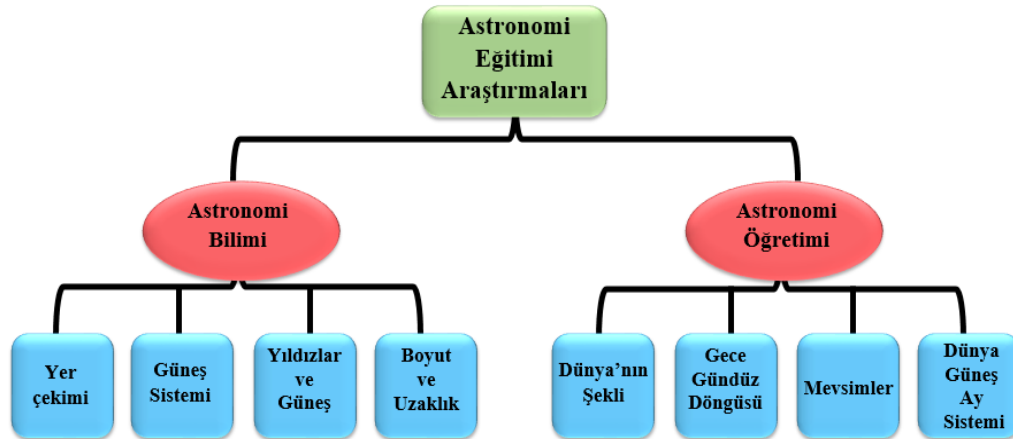 Astronomi
Eğitimi
Araştırmaları
Astronomi
Bilimi
Astronomi
Öğretimi
Yer
çekimi
Güneş
Sistemi
Yıldızlar
ve
Güneş
Boyut
ve
Uzaklık
Dünya’nın
Şekli
Gece
Gündüz
Döngüsü
Mevsimler
Dünya
Güneş
Ay
Sistemi